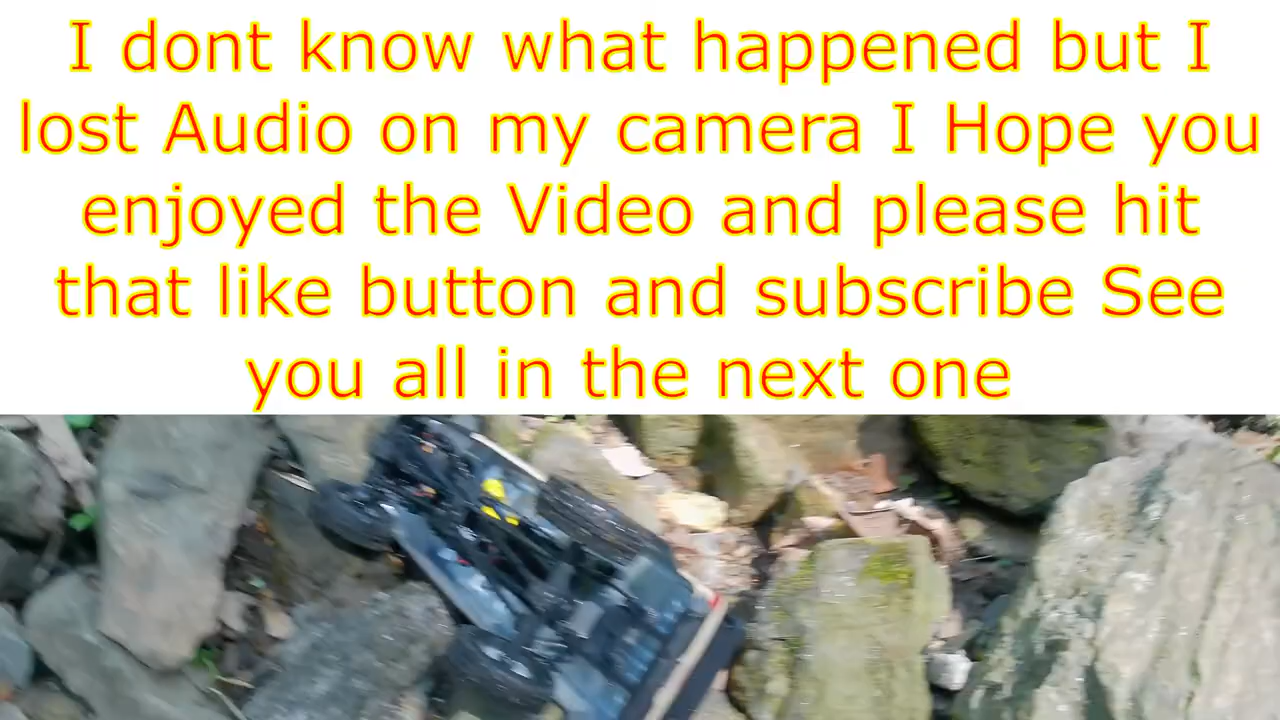 I dont know what happened but I
lost Audio on my camera I Hope you
enjoyed the Video and please hit
that like button and subscribe See
you all in the next one